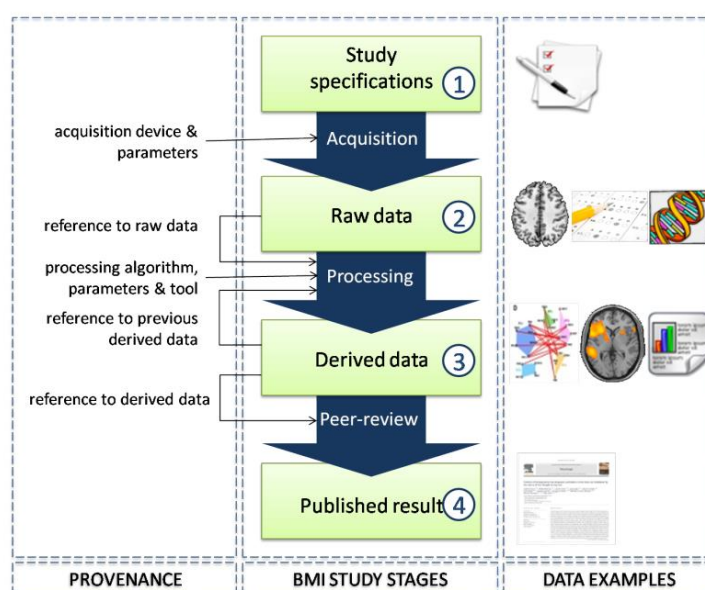 Study
specifications
1
acquisition device &
parameters
Acquisition
Raw data
2
reference to raw data
processing algorithm,
parameters & tool
Processing
reference to previous
derived data
Derived data
3
reference to derived data
Peer-review
Published result
4
PROVENANCE
BMI STUDY STAGES
DATA EXAMPLES